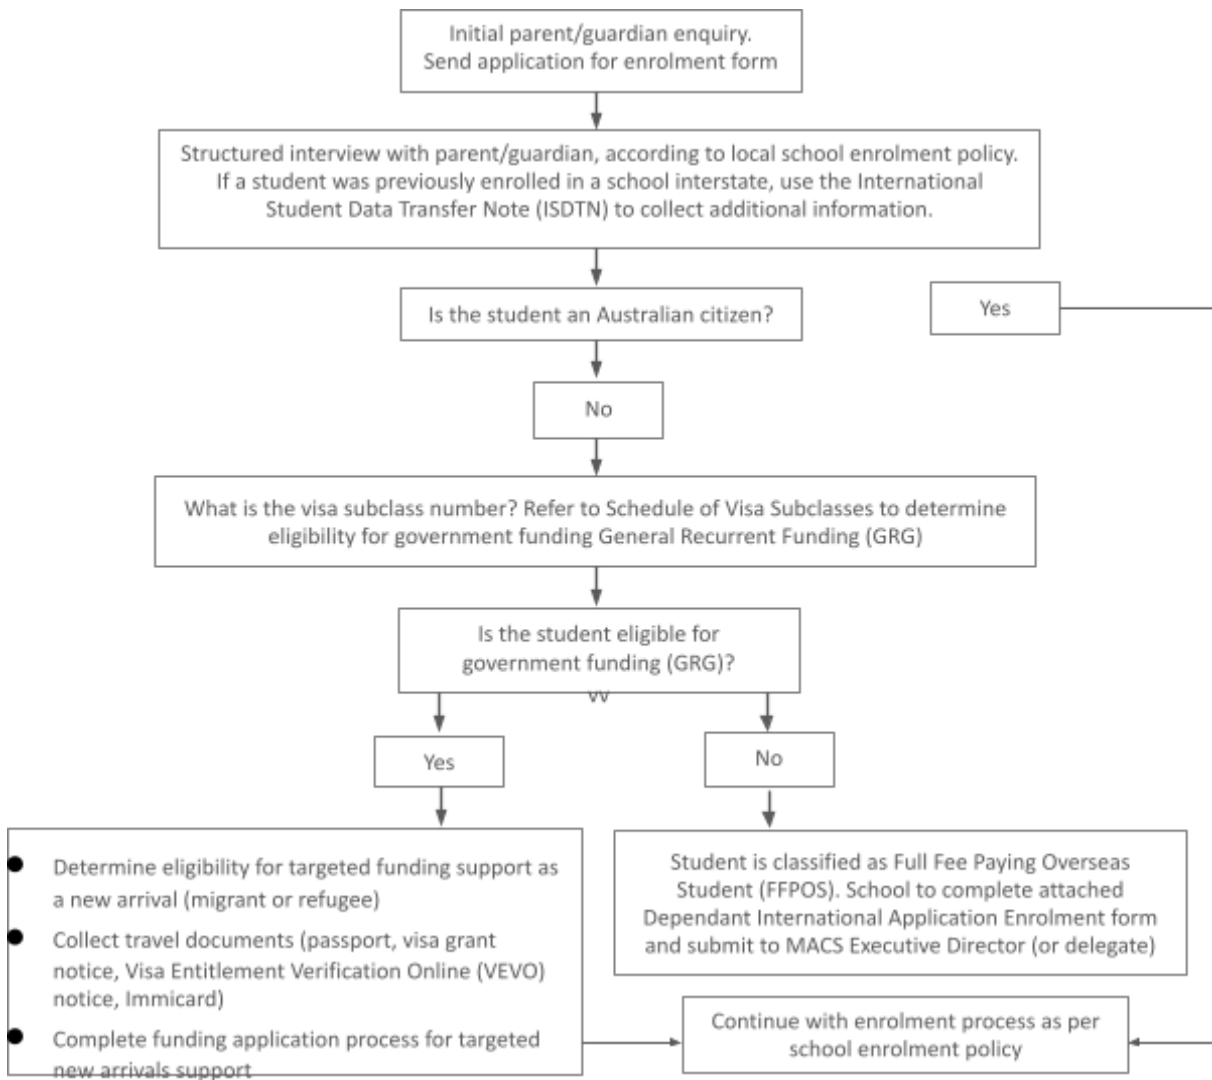 Initial parent/guardian enquiry.
Send application for enrolment form
Structured interview with parent/guardian, according to local school enrolment policy.
If a student was previously enrolled in a school interstate, use the International
Student Data Transfer Note (ISDTN) to collect additional information.
Is the student an Australian citizen?
Yes
No
What is the visa subclass number? Refer to Schedule of Visa Subclasses to determine
eligibility for government funding General Recurrent Funding (GRG)
Is the student eligible for
government funding (GRG)?
vv
Yes
No
● Determine eligibility for targeted funding support as
a new arrival (migrant or refugee)
● Collect travel documents (passport, visa grant
notice, Visa Entitlement Verification Online (VEVO)
notice, Immicard)
● Complete funding application process for targeted
new arrivals support
Student is classified as Full Fee Paying Overseas
Student (FFPOS). School to complete attached
Dependant International Application Enrolment form
and submit to MACS Executive Director (or delegate)
Continue with enrolment process as per
school enrolment policy